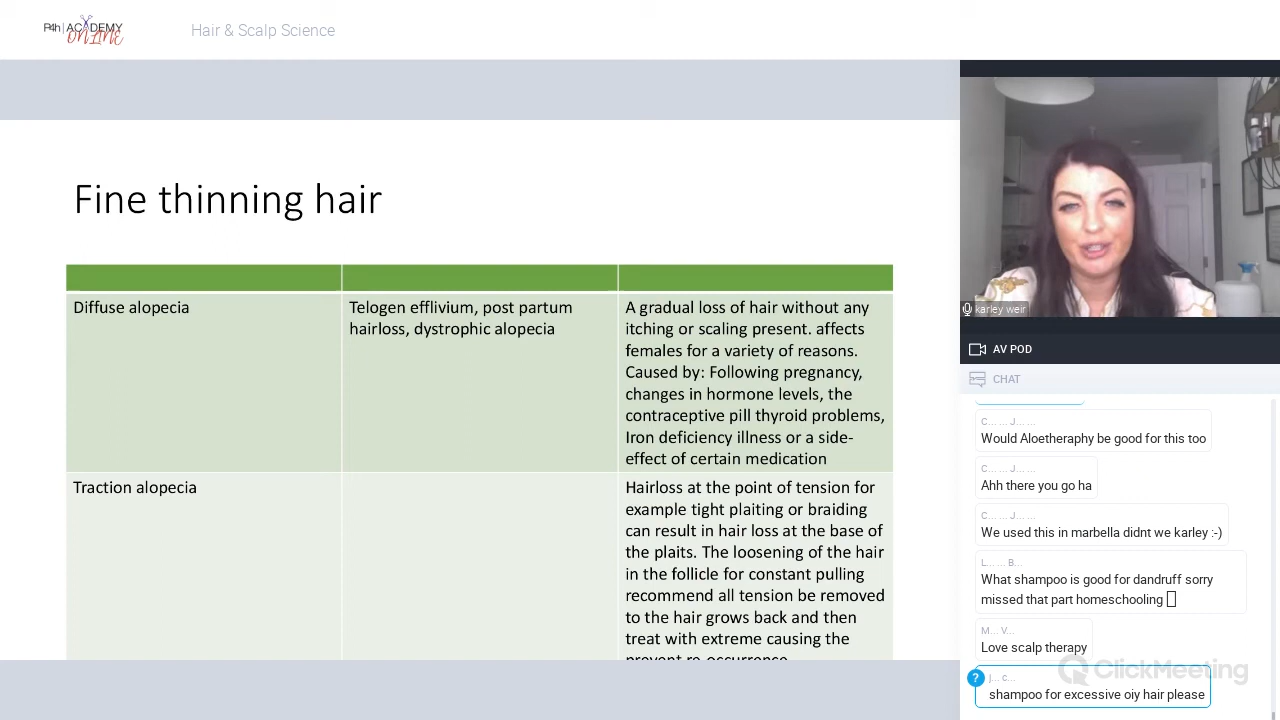 P4h | ACADEMY
ONLINE
Hair & Scalp Science
Fine thinning hair
Diffuse alopecia
Telogen efflivium, post partum
hairloss, dystrophic alopecia
A gradual loss of hair without any
itching or scaling present. affects
females for a variety of reasons.
Caused by: Following pregnancy,
changes in hormone levels, the
contraceptive pill thyroid problems,
Iron deficiency illness or a side-
effect of certain medication
Traction alopecia
Hairloss at the point of tension for
example tight plaiting or braiding
can result in hair loss at the base of
the plaits. The loosening of the hair
in the follicle for constant pulling
recommend all tension be removed
to the hair grows back and then
treat with extreme causing the
prevent re-occurrence
karley weir
AV POD
CHAT
C... ... J... ...
Would Aloetheraphy be good for this too
C... ... J... ...
Ahh there you go ha
C... ... J... ...
We used this in marbella didnt we karley :-)
L... ... B...
What shampoo is good for dandruff sorry
missed that part homeschooling
M... V...
Love scalp therapy
ClickMeeting
?
J... c...
shampoo for excessive oiy hair please